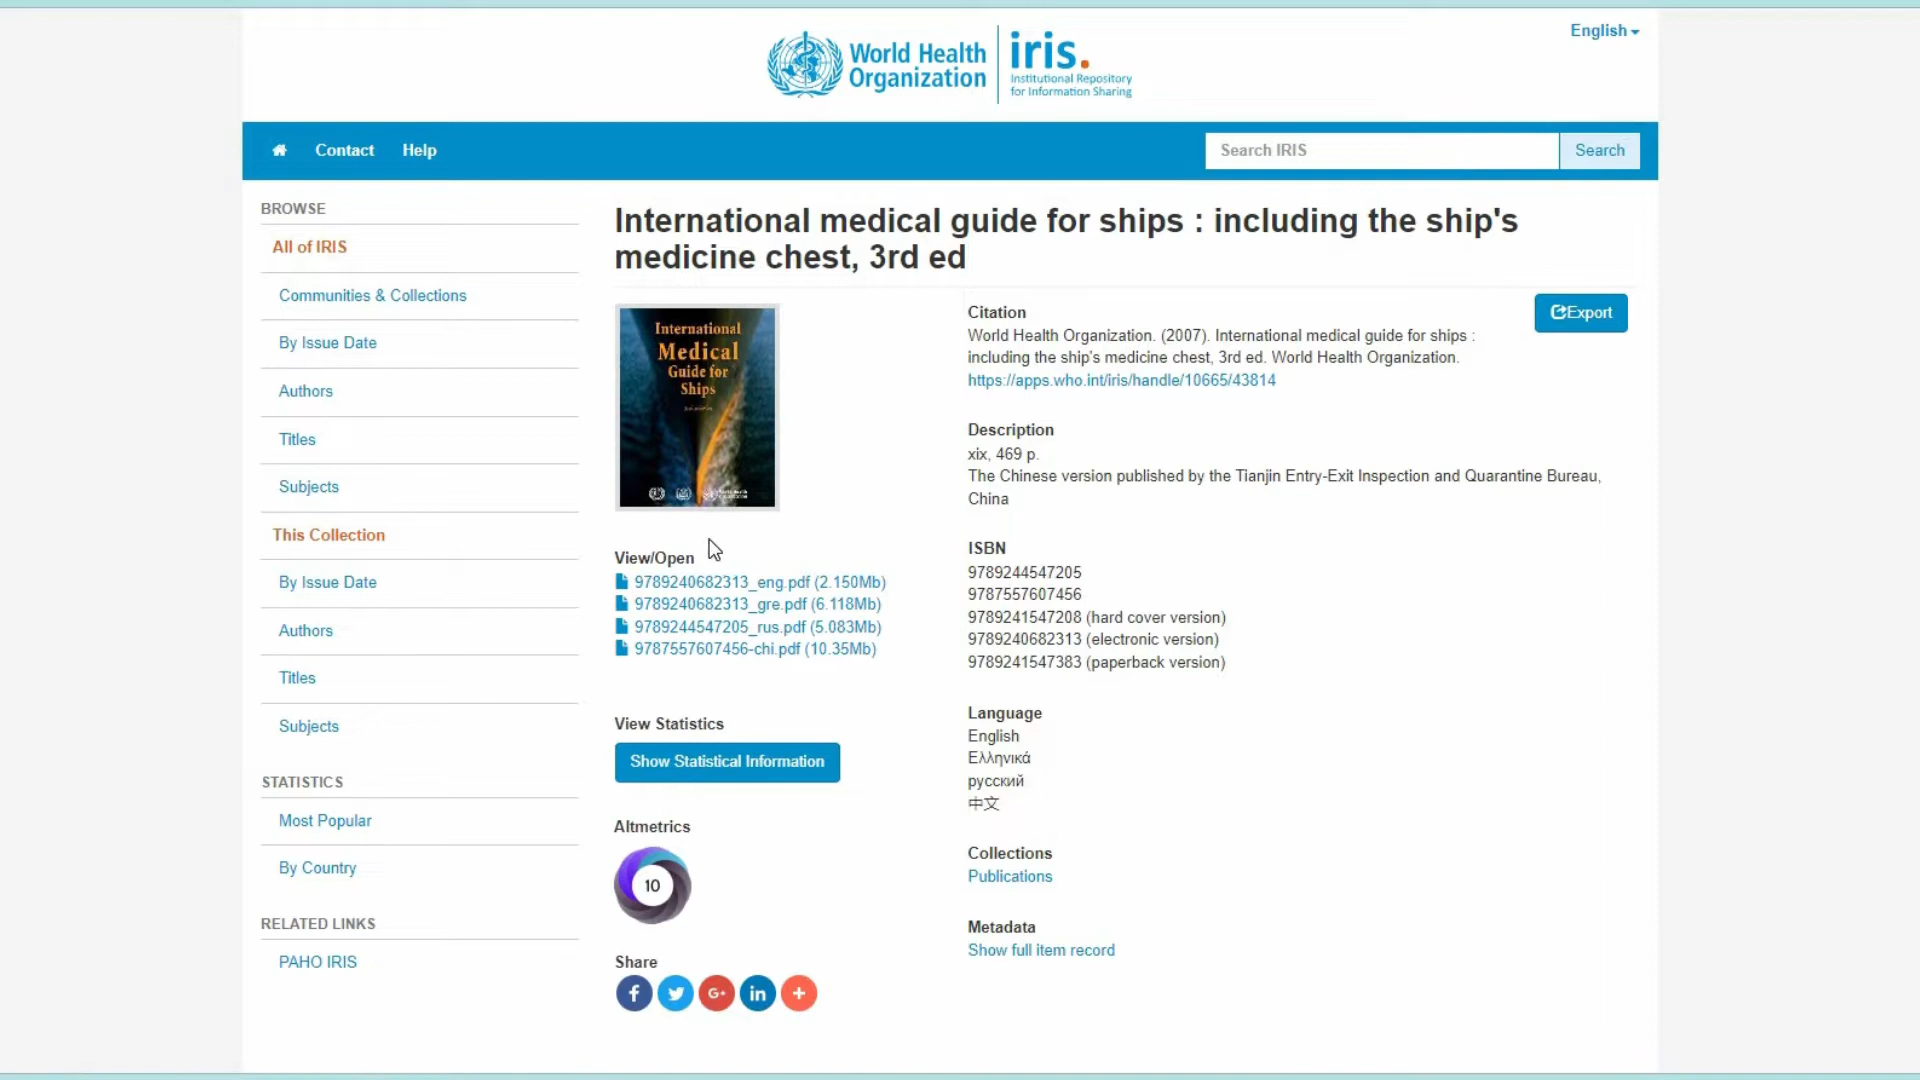 World Health
Organization
iris.
Institutional Repository
for Information Sharing
English
Contact
Help
Search IRIS
Search
BROWSE
All of IRIS
Communities & Collections
By Issue Date
Authors
Titles
Subjects
This Collection
By Issue Date
Authors
Titles
Subjects
STATISTICS
Most Popular
By Country
RELATED LINKS
PAHO IRIS
International medical guide for ships : including the ship's
medicine chest, 3rd ed
International
Medical
Guide for
Ships
View/Open
9789240682313_eng.pdf (2.150Mb)
9789240682313_gre.pdf (6.118Mb)
9789244547205_rus.pdf (5.083Mb)
9787557607456-chi.pdf (10.35Mb)
View Statistics
Show Statistical Information
Altmetrics
10
Share
Citation
World Health Organization. (2007). International medical guide for ships :
including the ship's medicine chest, 3rd ed. World Health Organization.
https://apps.who.int/iris/handle/10665/43814
Export
Description
xix, 469 p.
The Chinese version published by the Tianjin Entry-Exit Inspection and Quarantine Bureau,
China
ISBN
9789244547205
9787557607456
9789241547208 (hard cover version)
9789240682313 (electronic version)
9789241547383 (paperback version)
Language
English
Ελληνικά
русский
中文
Collections
Publications
Metadata
Show full item record